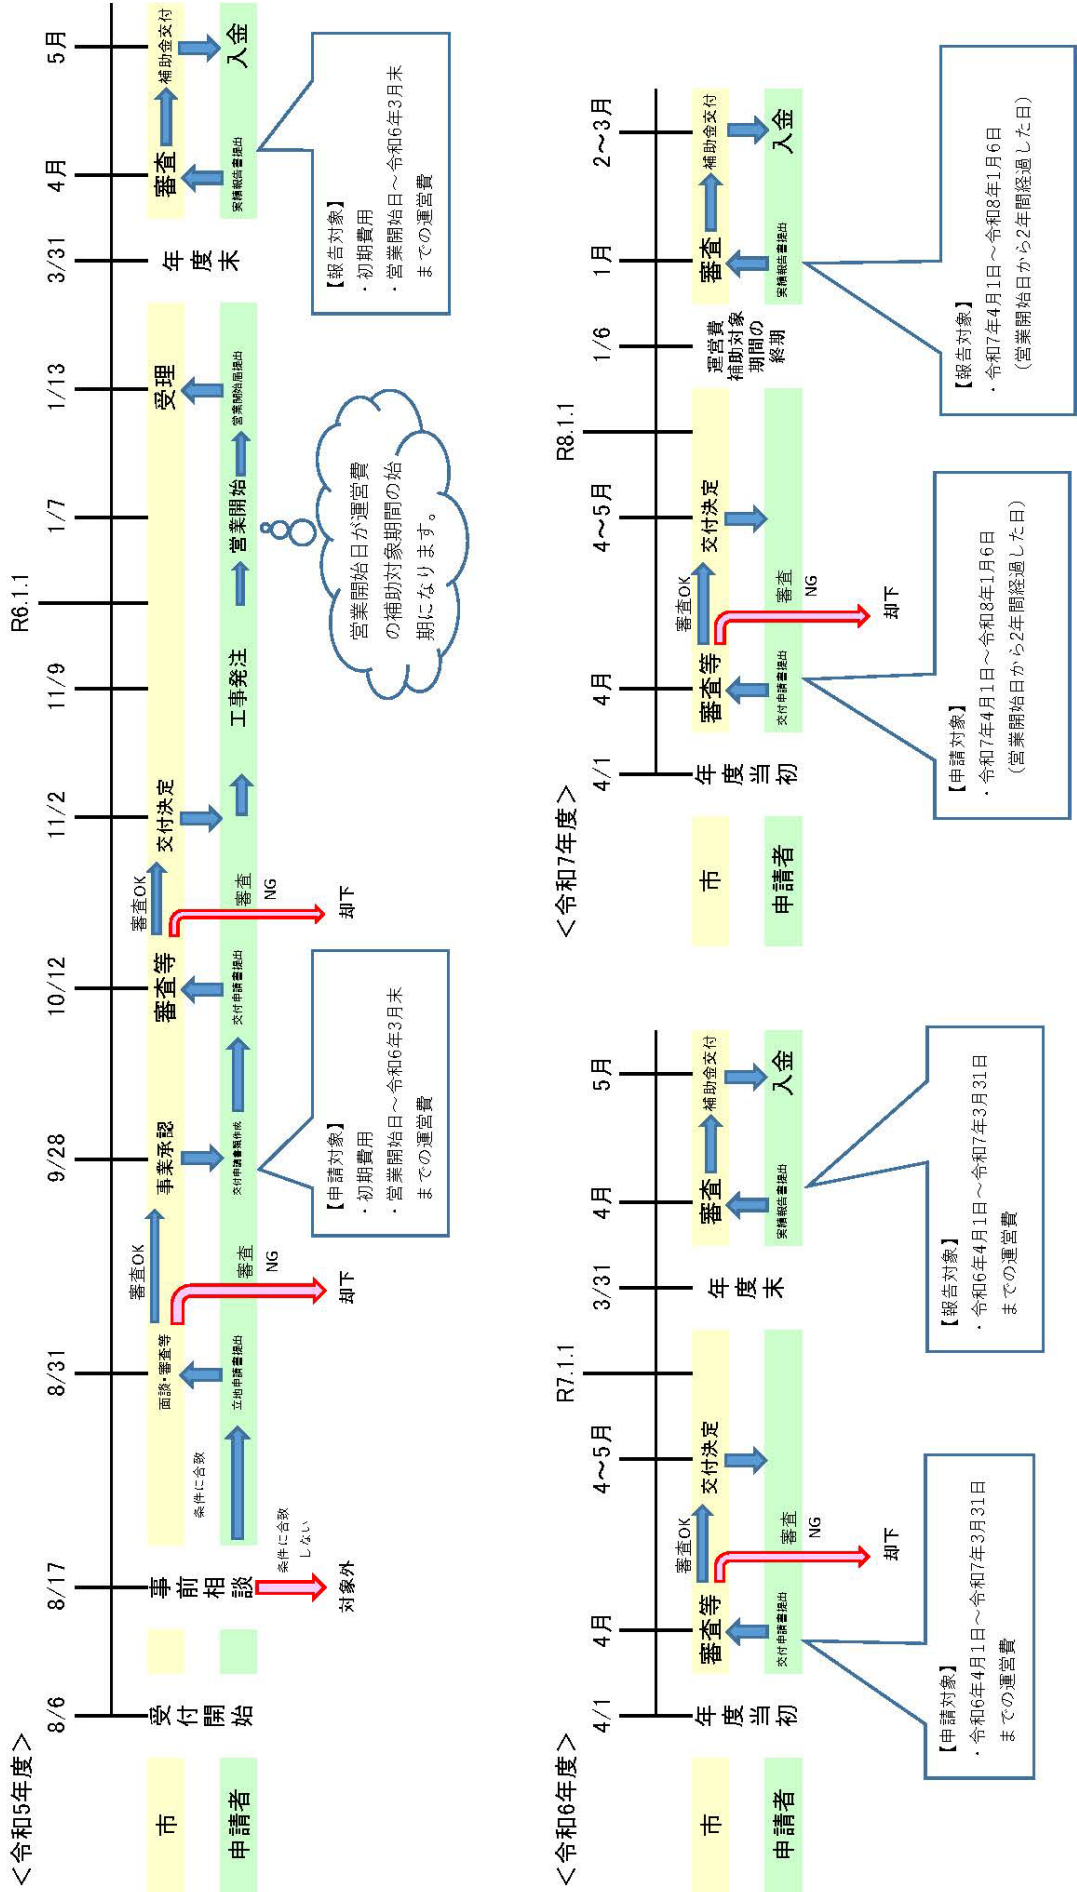 ＜令和5年度＞
8/6
8/17
8/31
9/28
10/12
11/2
11/9
R6.1.1
1/7
1/13
3/31
4月
5月
市
申請者
受付開始
事前相談
条件に合致
条件に合致
しない
対象外
立地申請書提出
面談・審査等
審査OK
審査
NG
却下
事業承認
交付申請書類作成
交付申請書提出
審査等
審査OK
審査
NG
却下
交付決定
工事発注
営業開始
営業開始届提出
受理
年度末
実績報告書提出
審査
補助金交付
入金
【申請対象】
・初期費用
・営業開始日～令和6年3月末
までの運営費
営業開始日が運営費
の補助対象期間の始
期になります。
【報告対象】
・初期費用
・営業開始日～令和6年3月末
までの運営費
＜令和6年度＞
4/1
4月
4～5月
R7.1.1
3/31
4月
5月
市
申請者
年度当初
交付申請書提出
審査等
審査OK
審査
NG
却下
交付決定
年度末
実績報告書提出
審査
補助金交付
入金
【申請対象】
・令和6年4月1日～令和7年3月31日
までの運営費
【報告対象】
・令和6年4月1日～令和7年3月31日
までの運営費
＜令和7年度＞
4/1
4月
4～5月
R8.1.1
1/6
1月
2～3月
市
申請者
年度当初
交付申請書提出
審査等
審査OK
審査
NG
却下
交付決定
運営費
補助対象
期間の
終期
実績報告書提出
審査
補助金交付
入金
【申請対象】
・令和7年4月1日～令和8年1月6日
（営業開始日から2年間経過した日）
【報告対象】
・令和7年4月1日～令和8年1月6日
（営業開始日から2年間経過した日）